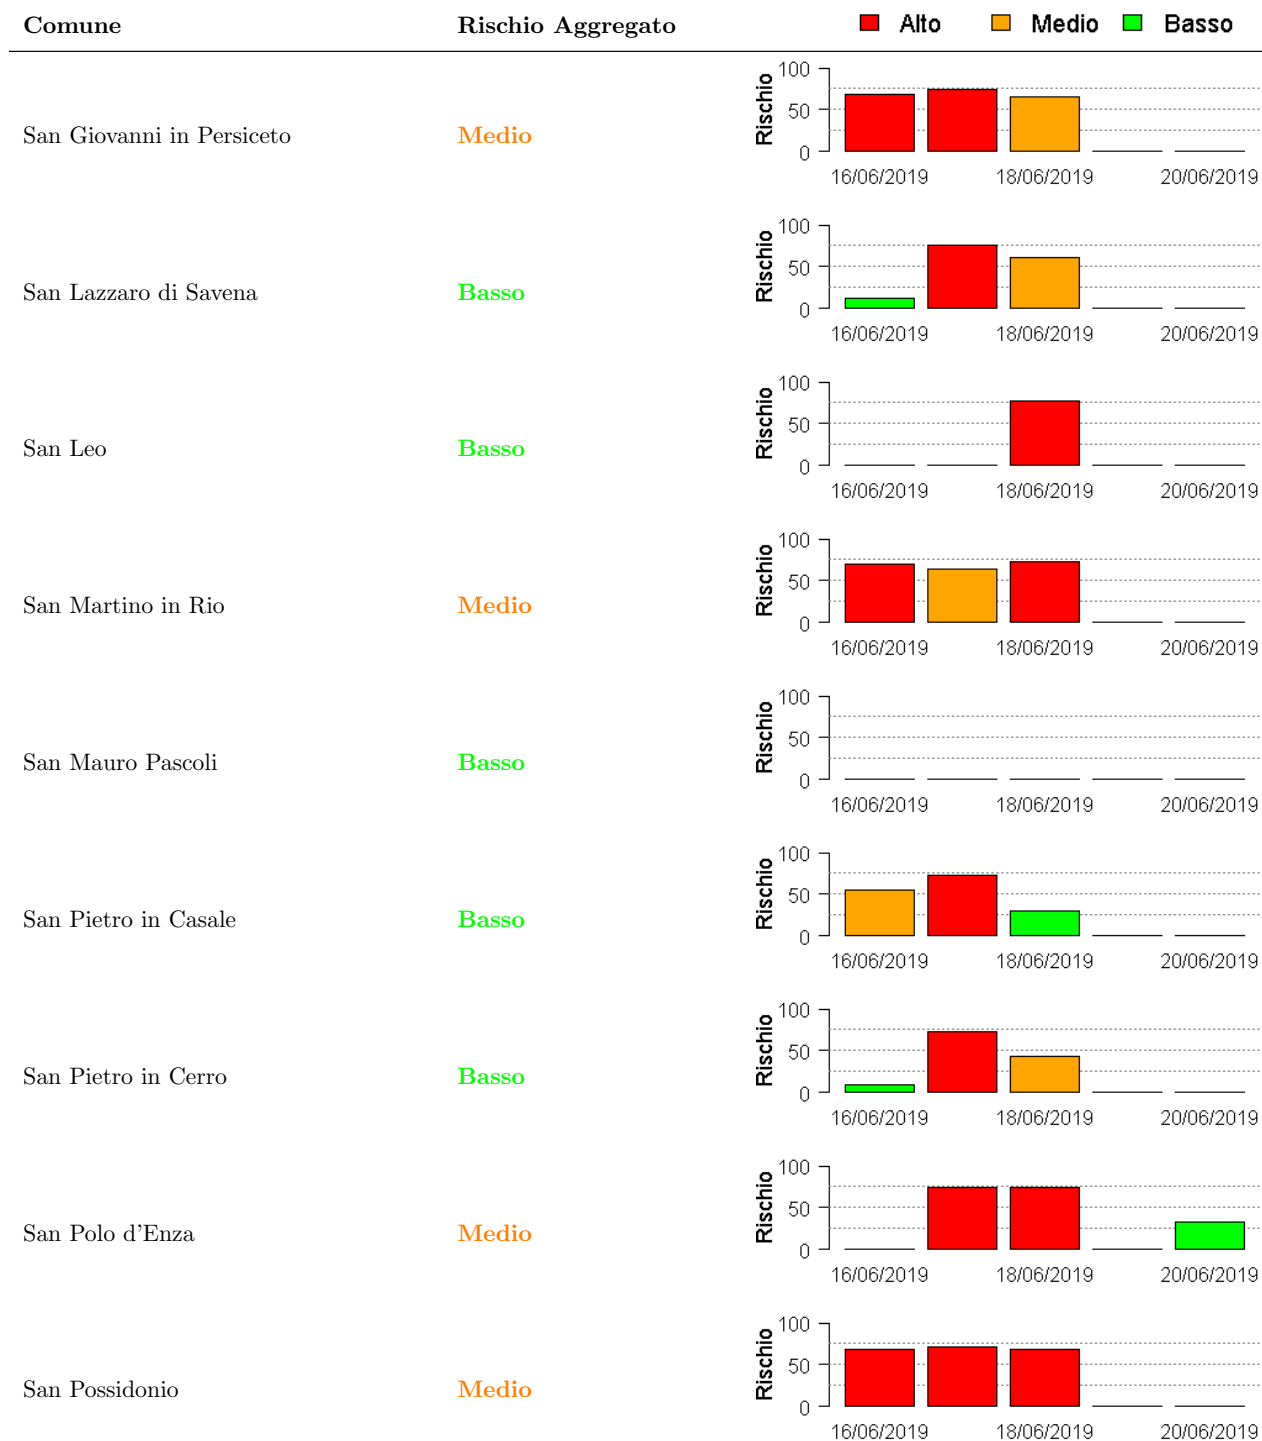 Comune Rischio Aggregato Alto Medio Basso
100
50
0
Rischio
San Giovanni in Persiceto Medio
16/06/2019 18/06/2019 20/06/2019
100
50
0
Rischio
San Lazzaro di Savena Basso
16/06/2019 18/06/2019 20/06/2019
100
50
0
Rischio
San Leo Basso
16/06/2019 18/06/2019 20/06/2019
100
50
0
Rischio
San Martino in Rio Medio
16/06/2019 18/06/2019 20/06/2019
100
50
0
Rischio
San Mauro Pascoli Basso
16/06/2019 18/06/2019 20/06/2019
100
50
0
Rischio
San Pietro in Casale Basso
16/06/2019 18/06/2019 20/06/2019
100
50
0
Rischio
San Pietro in Cerro Basso
16/06/2019 18/06/2019 20/06/2019
100
50
0
Rischio
San Polo d'Enza Medio
16/06/2019 18/06/2019 20/06/2019
100
50
0
Rischio
San Possidonio Medio
16/06/2019 18/06/2019 20/06/2019